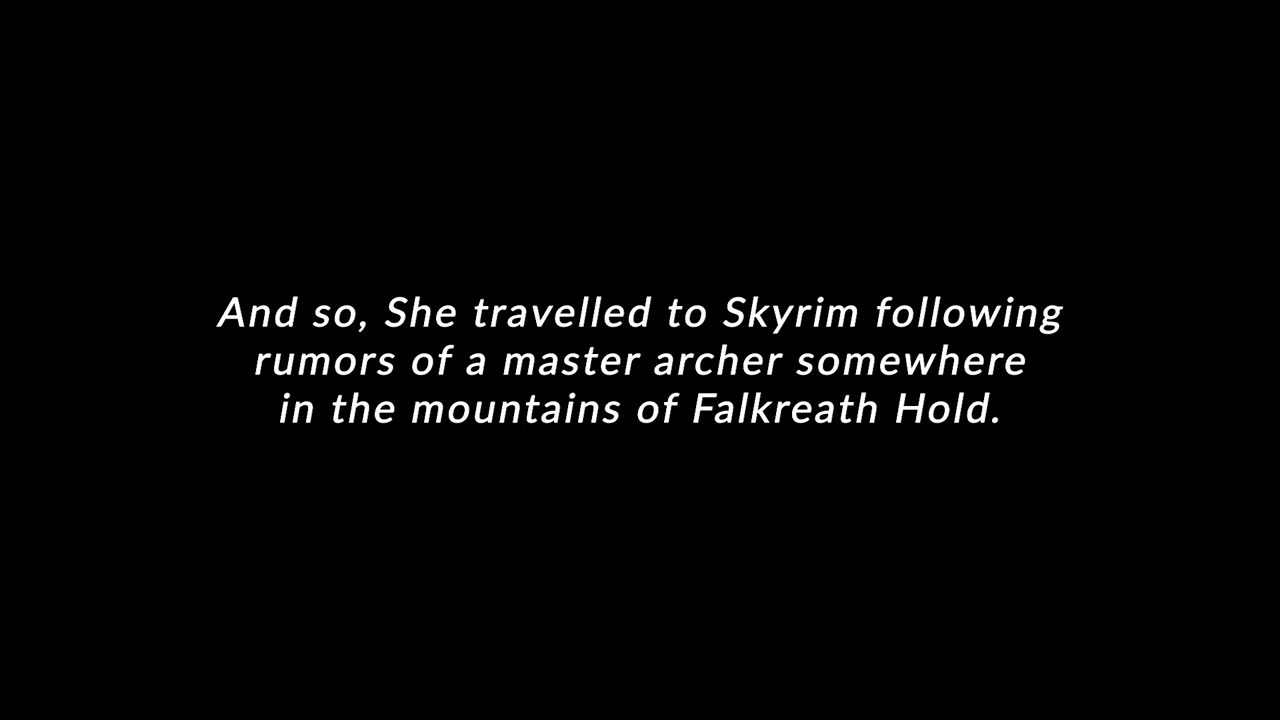 And so, She travelled to Skyrim following
rumors of a master archer somewhere
in the mountains of Falkreath Hold.